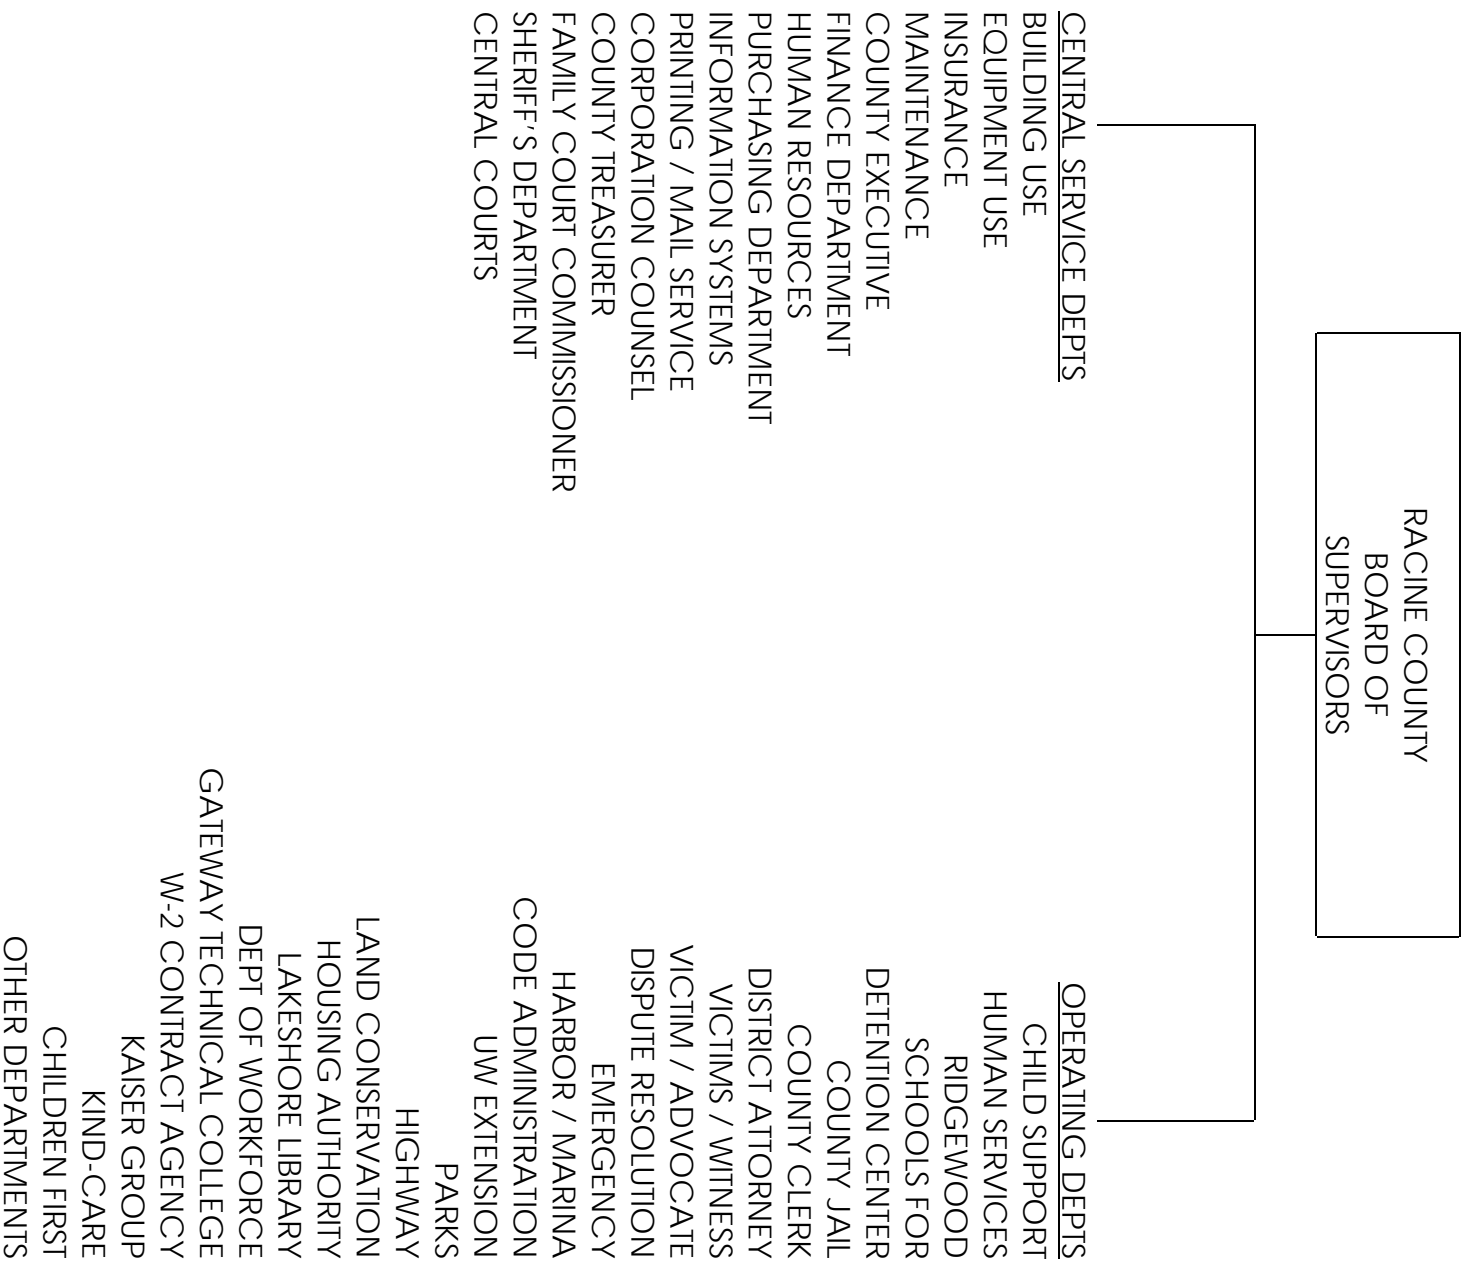 RACINE COUNTY
BOARD OF
SUPERVISORS
CENTRAL SERVICE DEPTS
BUILDING USE
EQUIPMENT USE
INSURANCE
MAINTENANCE
COUNTY EXECUTIVE
FINANCE DEPARTMENT
HUMAN RESOURCES
PURCHASING DEPARTMENT
INFORMATION SYSTEMS
PRINTING / MAIL SERVICE
CORPORATION COUNSEL
COUNTY TREASURER
FAMILY COURT COMMISSIONER
SHERIFF'S DEPARTMENT
CENTRAL COURTS
OPERATING DEPTS
CHILD SUPPORT
HUMAN SERVICES
RIDGEWOOD
SCHOOLS FOR
DETENTION CENTER
COUNTY JAIL
COUNTY CLERK
DISTRICT ATTORNEY
VICTIMS / WITNESS
VICTIM / ADVOCATE
DISPUTE RESOLUTION
EMERGENCY
HARBOR / MARINA
CODE ADMINISTRATION
UW EXTENSION
PARKS
HIGHWAY
LAND CONSERVATION
HOUSING AUTHORITY
LAKESHORE LIBRARY
DEPT OF WORKFORCE
GATEWAY TECHNICAL COLLEGE
W-2 CONTRACT AGENCY
KAISER GROUP
KIND-CARE
CHILDREN FIRST
OTHER DEPARTMENTS